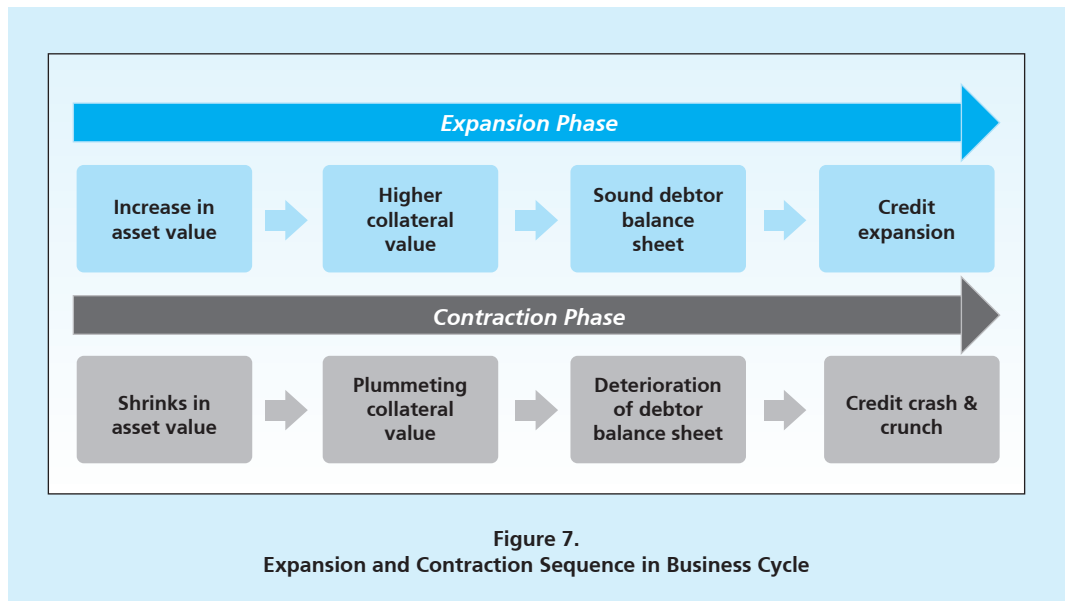 Expansion Phase
Increase in
asset value
Higher
collateral
value
Sound debtor
balance
sheet
Credit
expansion
Contraction Phase
Shrinks in
asset value
Plummeting
collateral
value
Deterioration
of debtor
balance sheet
Credit crash &
crunch
Figure 7.
Expansion and Contraction Sequence in Business Cycle